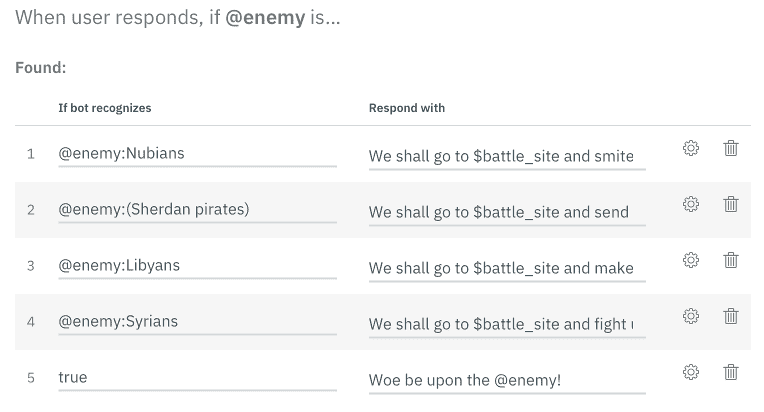 When user responds, if @enemy is...
Found:
If bot recognizes Respond with
1 @enemy:Nubians We shall go to $battle_site and smite
2 @enemy:(Sherdan pirates) We shall go to $battle_site and send
3 @enemy:Libyans We shall go to $battle_site and make
4 @enemy:Syrians We shall go to $battle_site and fight
5 true Woe be upon the @enemy!